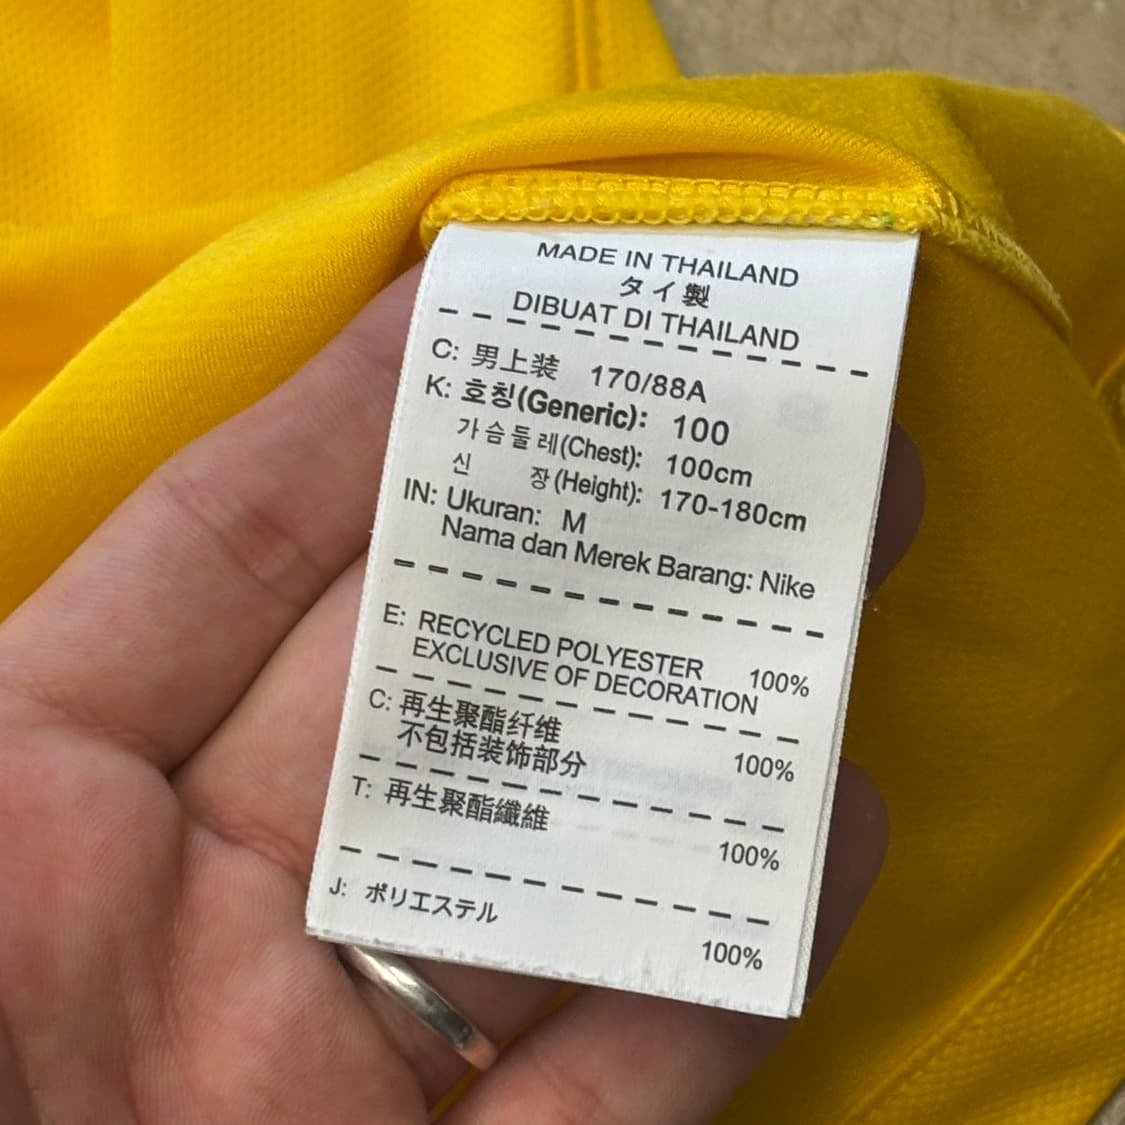 MADE IN THAILAND
タイ製
DIBUAT DI THAILAND
C: 男上装 170/88A
K: 호칭(Generic): 100
가슴둘레(Chest): 100cm
신 장(Height): 170-180cm
IN: Ukuran: M
Nama dan Merek Barang: Nike
E: RECYCLED POLYESTER 100%
EXCLUSIVE OF DECORATION
C: 再生聚酯纤维 100%
不包括装饰部分
T: 再生聚酯纖維 100%
J: ポリエステル 100%